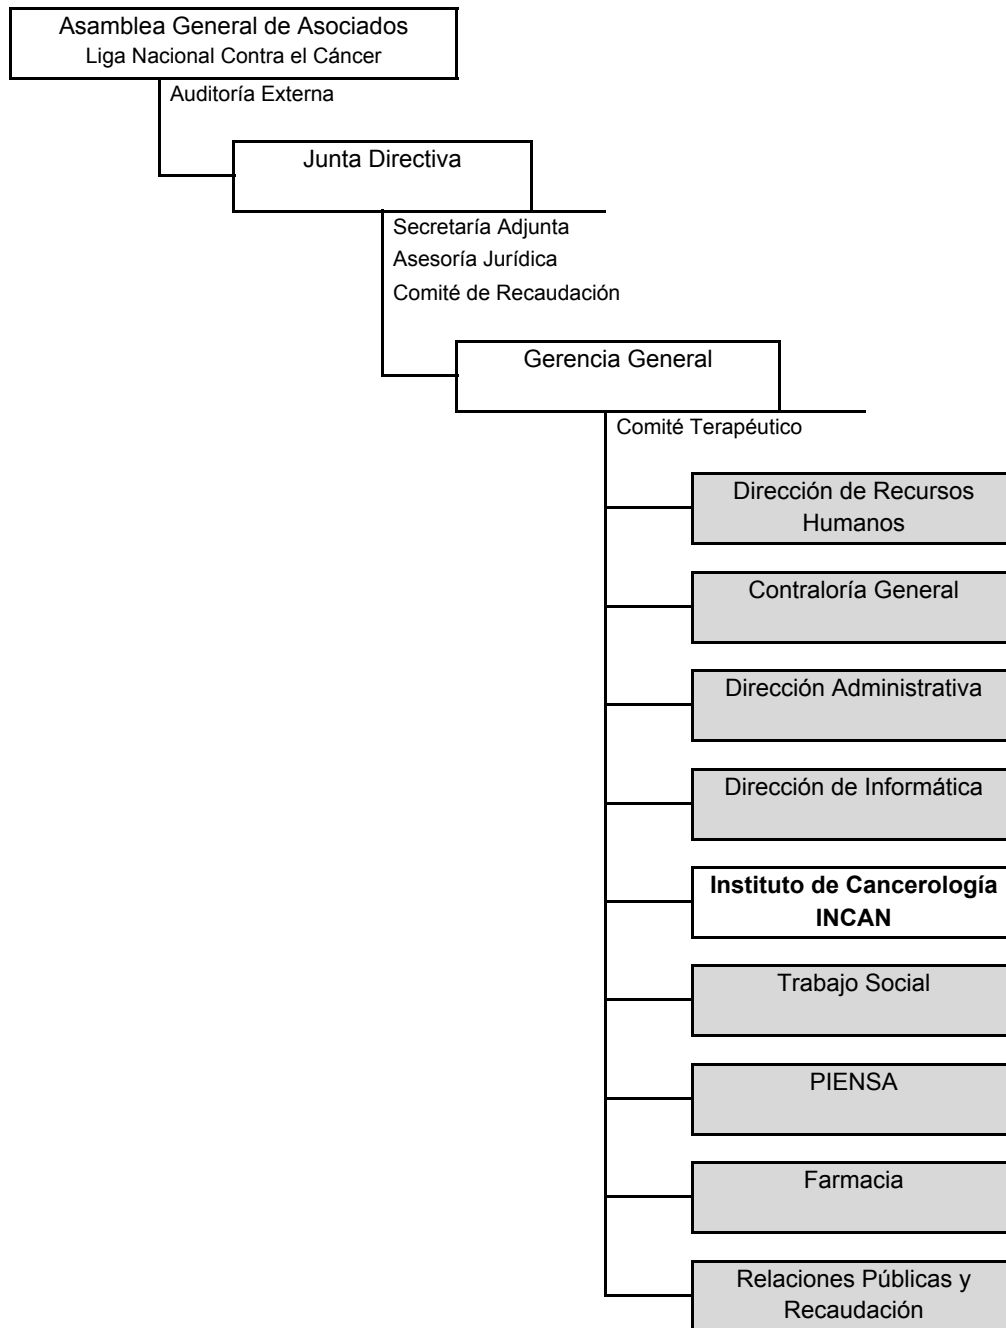 Asamblea General de Asociados
Liga Nacional Contra el Cáncer
Auditoría Externa
Junta Directiva
Secretaría Adjunta
Asesoría Jurídica
Comité de Recaudación
Gerencia General
Comité Terapéutico
Dirección de Recursos
Humanos
Contraloría General
Dirección Administrativa
Dirección de Informática
Instituto de Cancerología
INCAN
Trabajo Social
PIENSA
Farmacia
Relaciones Públicas y
Recaudación